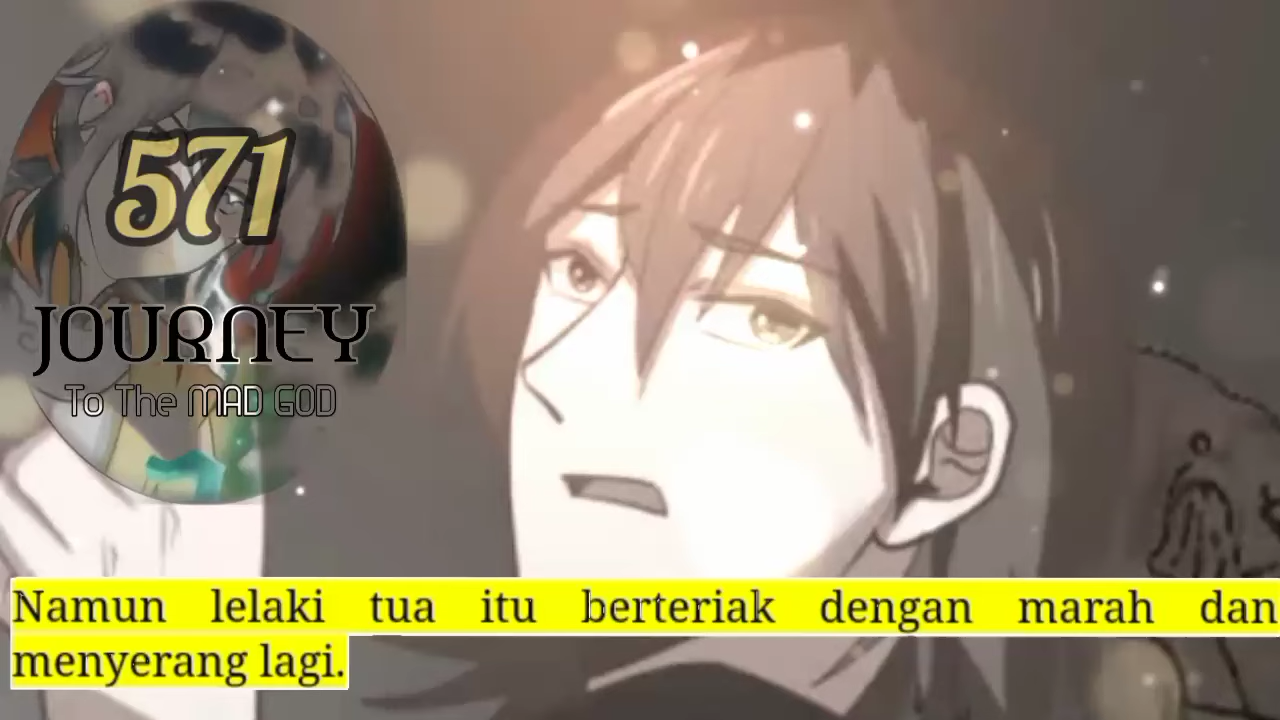 571
JOURNEY
To The MAD GOD
Namun lelaki tua itu berteriak dengan marah dan
menyerang lagi.